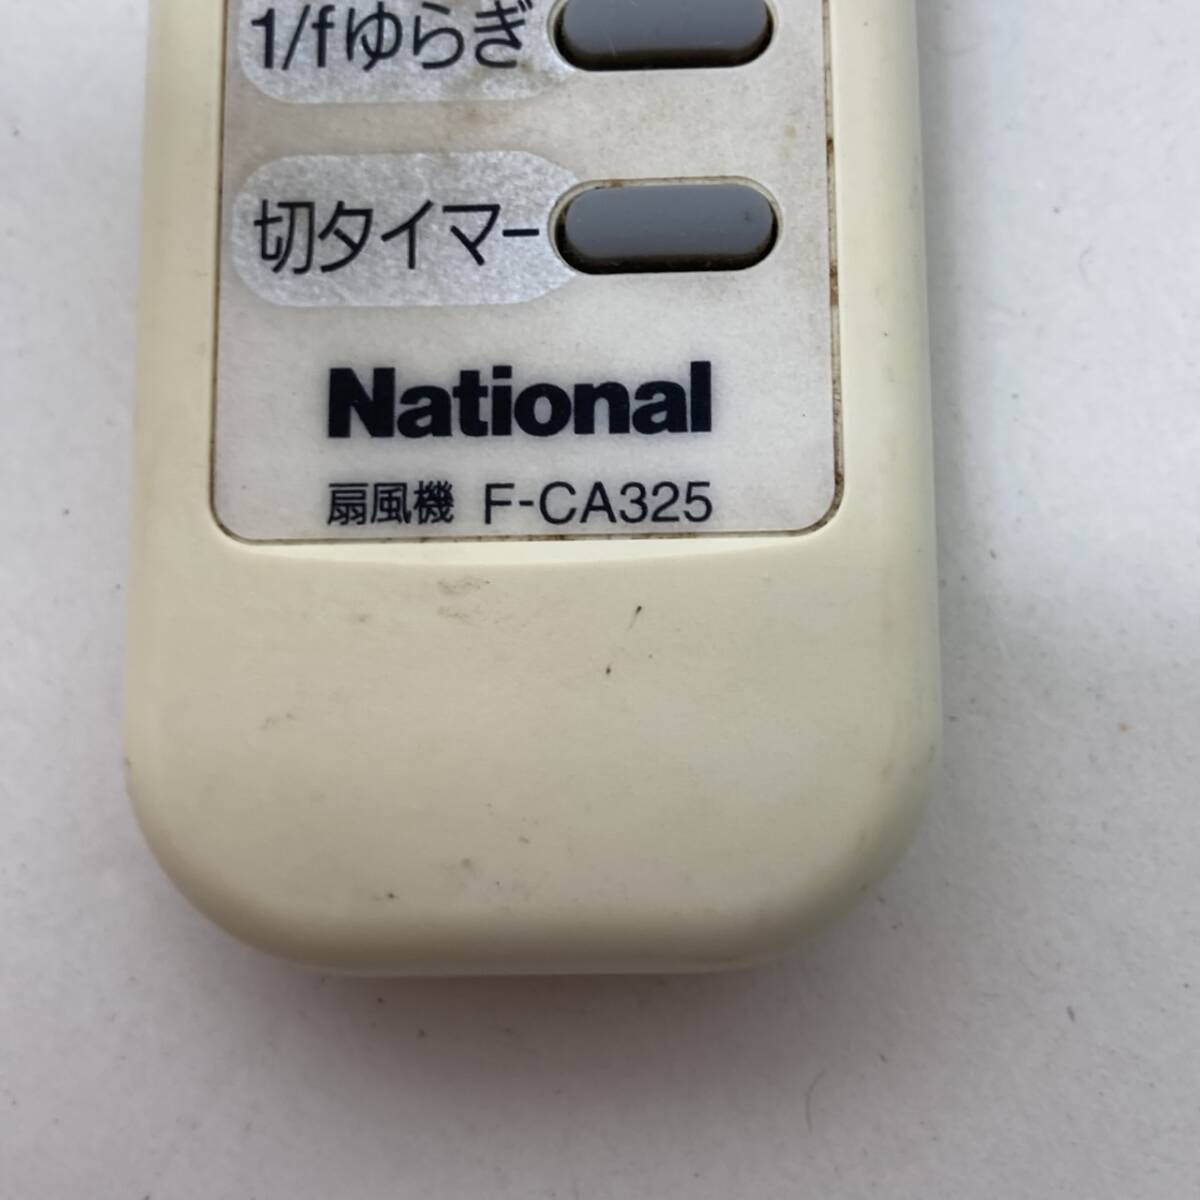 1/fゆらぎ
切タイマー
National
扇風機 F-CA325